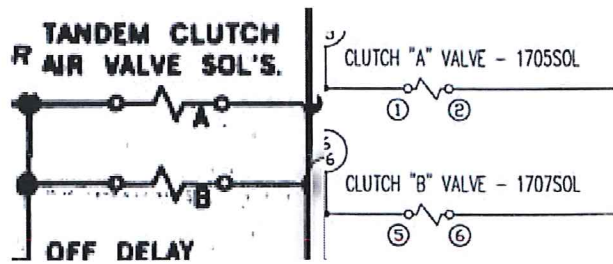 TANDEM CLUTCH
R AIR VALVE SOL'S.
A
B
OFF DELAY
CLUTCH "A" VALVE - 1705SOL
1 2
6
CLUTCH "B" VALVE - 1707SOL
5 6